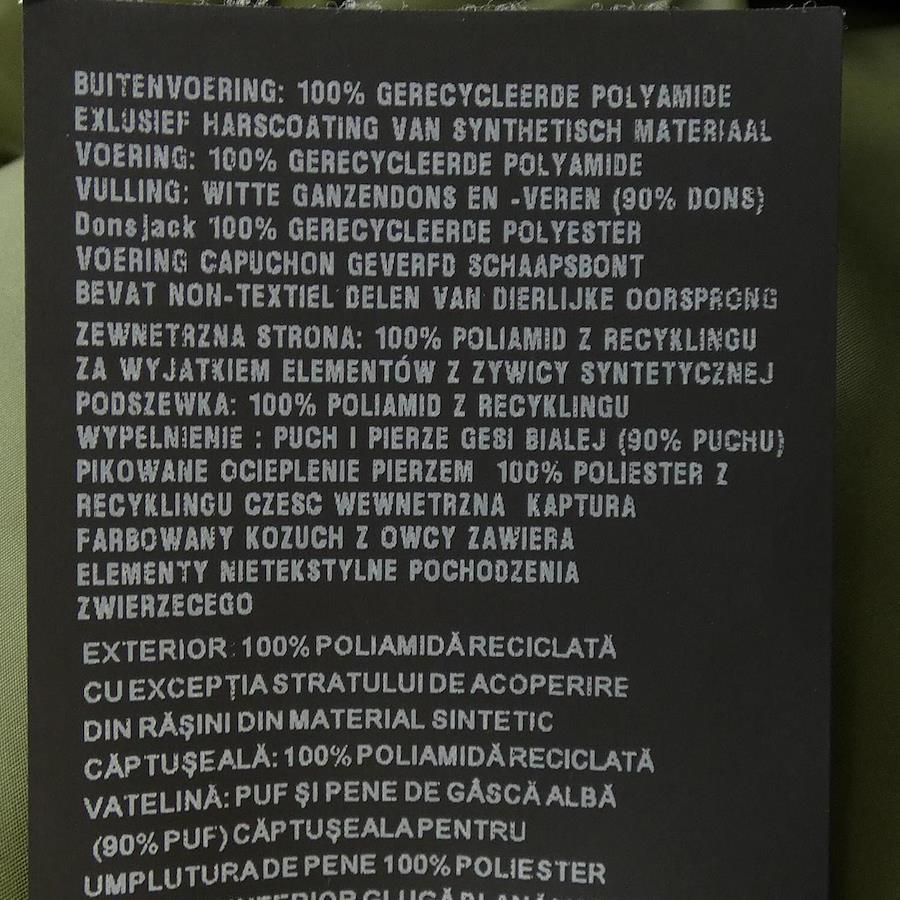 BUITENVOERING: 100% GERECYCLEERDE POLYAMIDE
EXLUSIEF HARSCOATING VAN SYNTHETISCH MATERIAAL
VOERING: 100% GERECYCLEERDE POLYAMIDE
VULLING: WITTE GANZENDONS EN -VEREN (90% DONS)
Donsjack 100% GERECYCLEERDE POLYESTER
VOERING CAPUCHON GEVERFD SCHAAPSBONT
BEVAT NON-TEXTIEL DELEN VAN DIERLIJKE OORSPRONG
ZEWNETRZNA STRONA: 100% POLIAMID Z RECYKLINGU
ZA WYJATKIEM ELEMENTÓW Z ZYWICY SYNTETYCZNEJ
PODSZEWKA: 100% POLIAMID Z RECYKLINGU
WYPELNIENIE : PUCH I PIERZE GESI BIALEJ (90% PUCHU)
PIKOWANE OCIEPLENIE PIERZEM 100% POLIESTER Z
RECYKLINGU CZESC WEWNETRZNA KAPTURA
FARBOWANY KOZUCH Z OWCY ZAWIERA
ELEMENTY NIETEKSTYLNE POCHODZENIA
ZWIERZECEGO
EXTERIOR: 100% POLIAMIDĂ RECICLATĂ
CU EXCEPȚIA STRATULUI DE ACOPERIRE
DIN RĂȘINI DIN MATERIAL SINTETIC
CĂPTUȘEALĂ: 100% POLIAMIDĂ RECICLATĂ
VATELINĂ: PUF ȘI PENE DE GÂSCĂ ALBĂ
(90% PUF) CĂPTUȘEALA PENTRU
UMPLUTURA DE PENE 100% POLIESTER